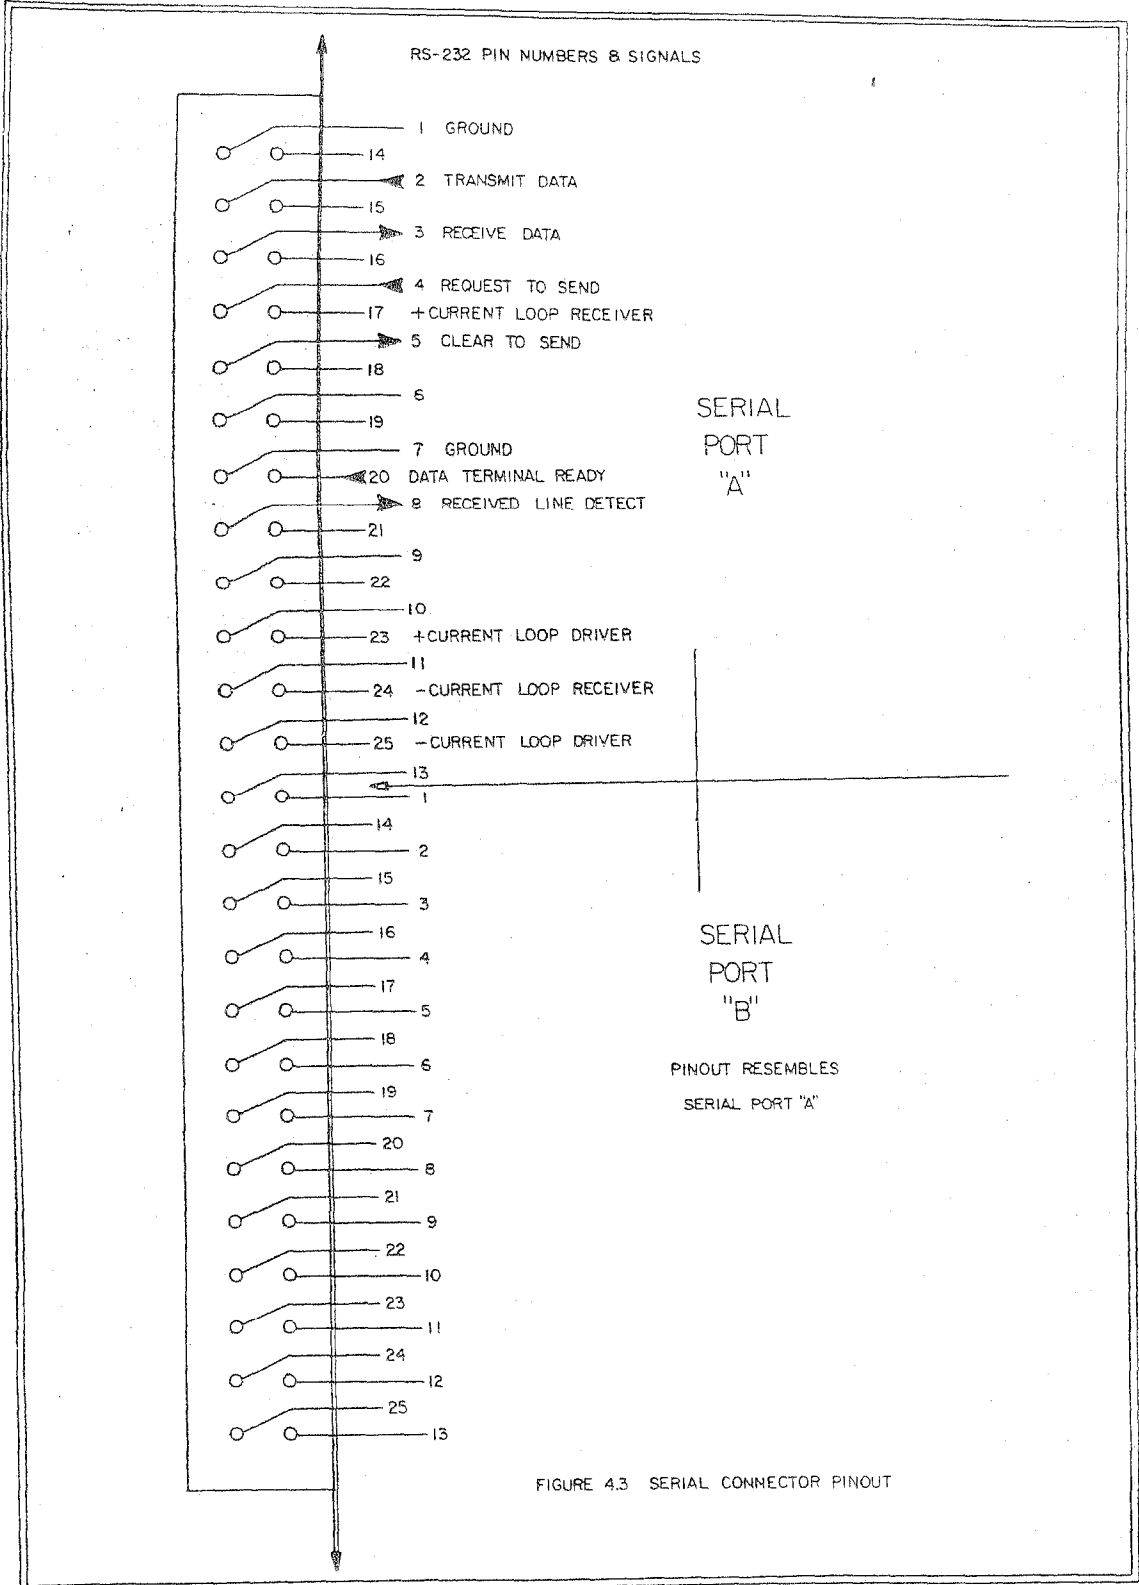 RS-232 PIN NUMBERS & SIGNALS
1 GROUND
14
2 TRANSMIT DATA
15
3 RECEIVE DATA
16
4 REQUEST TO SEND
17 +CURRENT LOOP RECEIVER
5 CLEAR TO SEND
18
6
19
7 GROUND
20 DATA TERMINAL READY
8 RECEIVED LINE DETECT
21
9
22
10
23 +CURRENT LOOP DRIVER
11
24 -CURRENT LOOP RECEIVER
12
25 -CURRENT LOOP DRIVER
13
SERIAL
PORT
"A"
1
14
2
15
3
16
4
17
5
18
6
19
7
20
8
21
9
22
10
23
11
24
12
25
13
SERIAL
PORT
"B"
PINOUT RESEMBLES
SERIAL PORT "A"
FIGURE 4.3 SERIAL CONNECTOR PINOUT